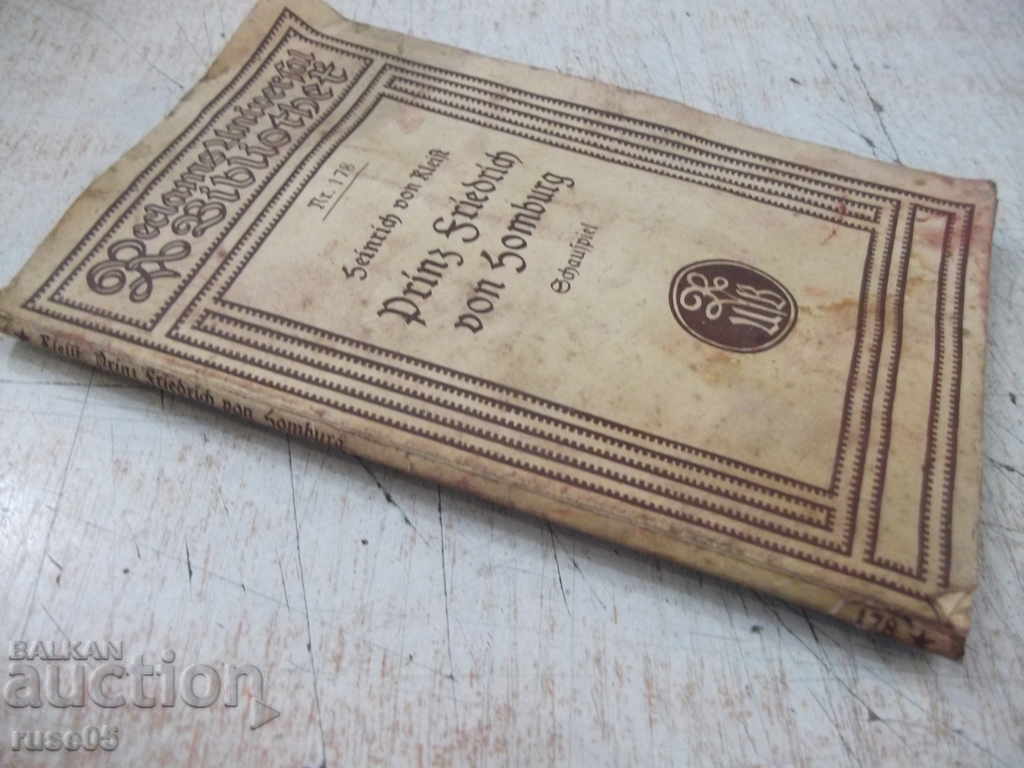 Reclams Universal
Bibliothek
Nr. 178
Heinrich von Kleist
Prinz Friedrich
von Homburg
Schauspiel
RUB
Kleist, Prinz Friedrich von Homburg
178 *
BALKAN
auction
ruso05